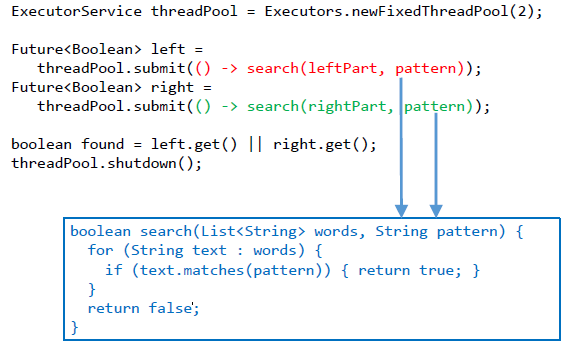 ExecutorService threadPool = Executors.newFixedThreadPool(2);
Future<Boolean> left =
threadPool.submit(() -> search(leftPart, pattern));
Future<Boolean> right =
threadPool.submit(() -> search(rightPart, pattern));
boolean found = left.get() || right.get();
threadPool.shutdown();
boolean search(List<String> words, String pattern) {
for (String text : words) {
if (text.matches(pattern)) { return true; }
}
return false;
}